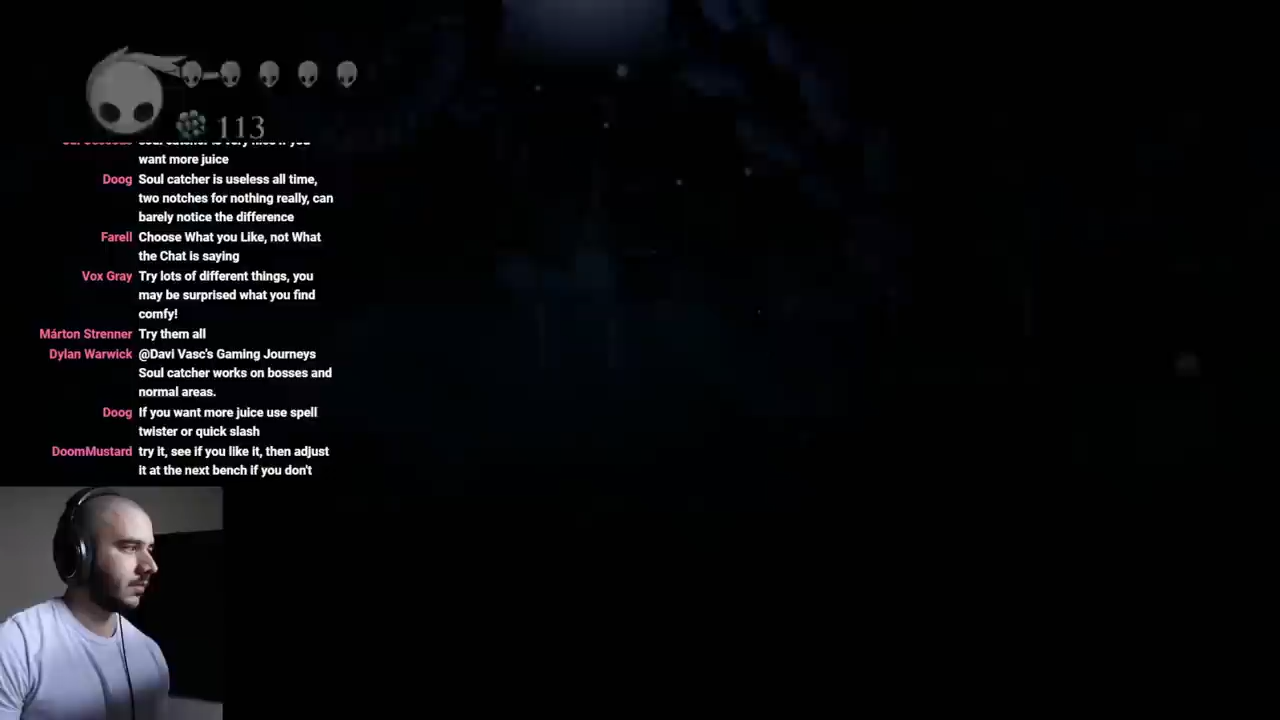 113
want more juice
Doog Soul catcher is useless all time,
two notches for nothing really, can
barely notice the difference
Farell Choose What you Like, not What
the Chat is saying
Vox Gray Try lots of different things, you
may be surprised what you find
comfy!
Márton Strenner Try them all
Dylan Warwick @Davi Vasc's Gaming Journeys
Soul catcher works on bosses and
normal areas.
Doog If you want more juice use spell
twister or quick slash
DoomMustard try it, see if you like it, then adjust
it at the next bench if you don't